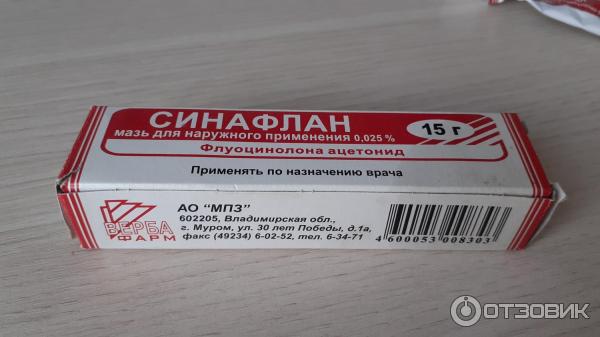 СИНАФЛАН
мазь для наружного применения 0,025 %
15 г
Флуоцинолона ацетонид
Применять по назначению врача
ВЕРБА
ФАРМ
АО "МПЗ"
602205, Владимирская обл.,
г. Муром, ул. 30 лет Победы, д.1а,
факс (49234) 6-02-52, тел. 6-34-71
4 600053 008303
ОТЗОВИК